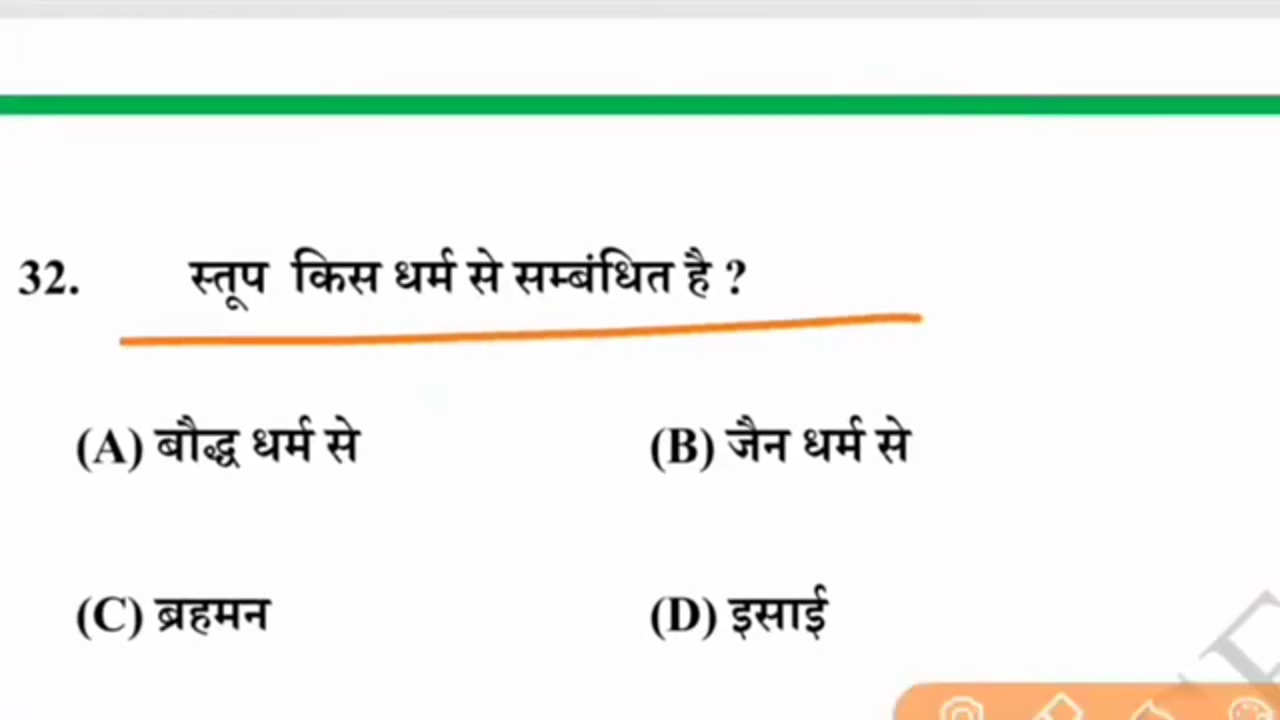 32. स्तूप किस धर्म से सम्बंधित है ?
(A) बौद्ध धर्म से (B) जैन धर्म से
(C) ब्रहमन (D) इसाई